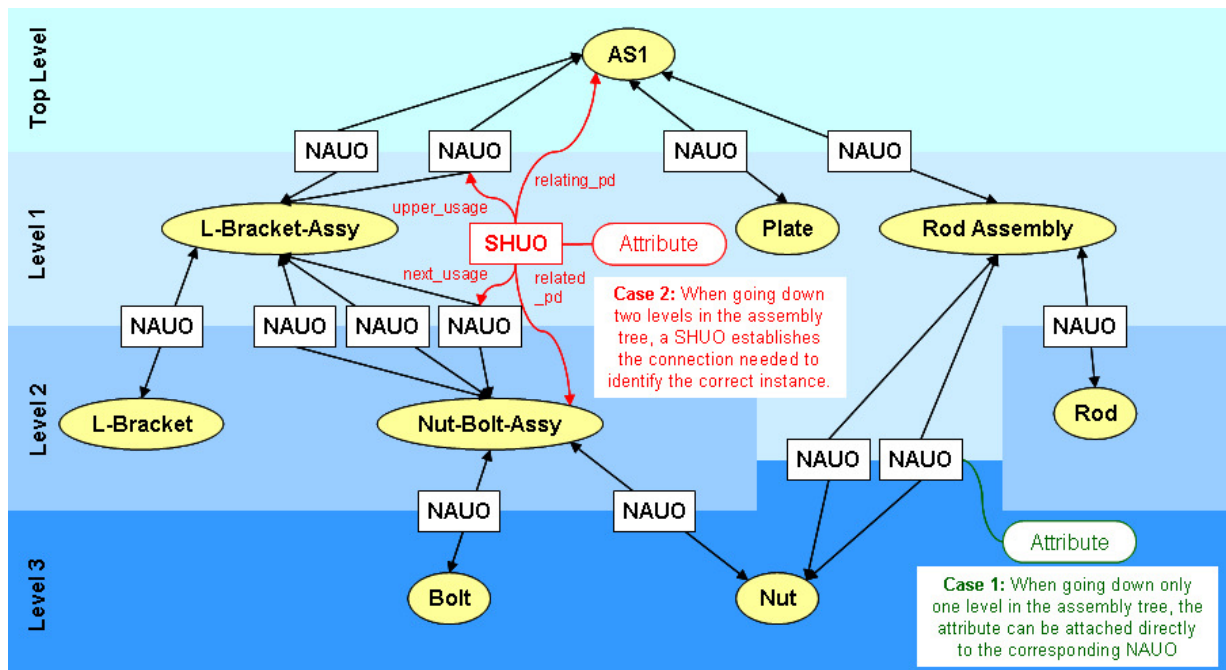 Top Level
AS1
NAUO
NAUO
NAUO
NAUO
relating_pd
Level 1
upper_usage
L-Bracket-Assy
Plate
Rod Assembly
SHUO
Attribute
next_usage
related
_pd
Case 2: When going down
two levels in the assembly
tree, a SHUO establishes
the connection needed to
identify the correct instance.
NAUO
NAUO
NAUO
NAUO
NAUO
Level 2
L-Bracket
Nut-Bolt-Assy
Rod
NAUO
NAUO
NAUO
NAUO
Level 3
Attribute
Bolt
Nut
Case 1: When going down only
one level in the assembly tree, the
attribute can be attached directly
to the corresponding NAUO